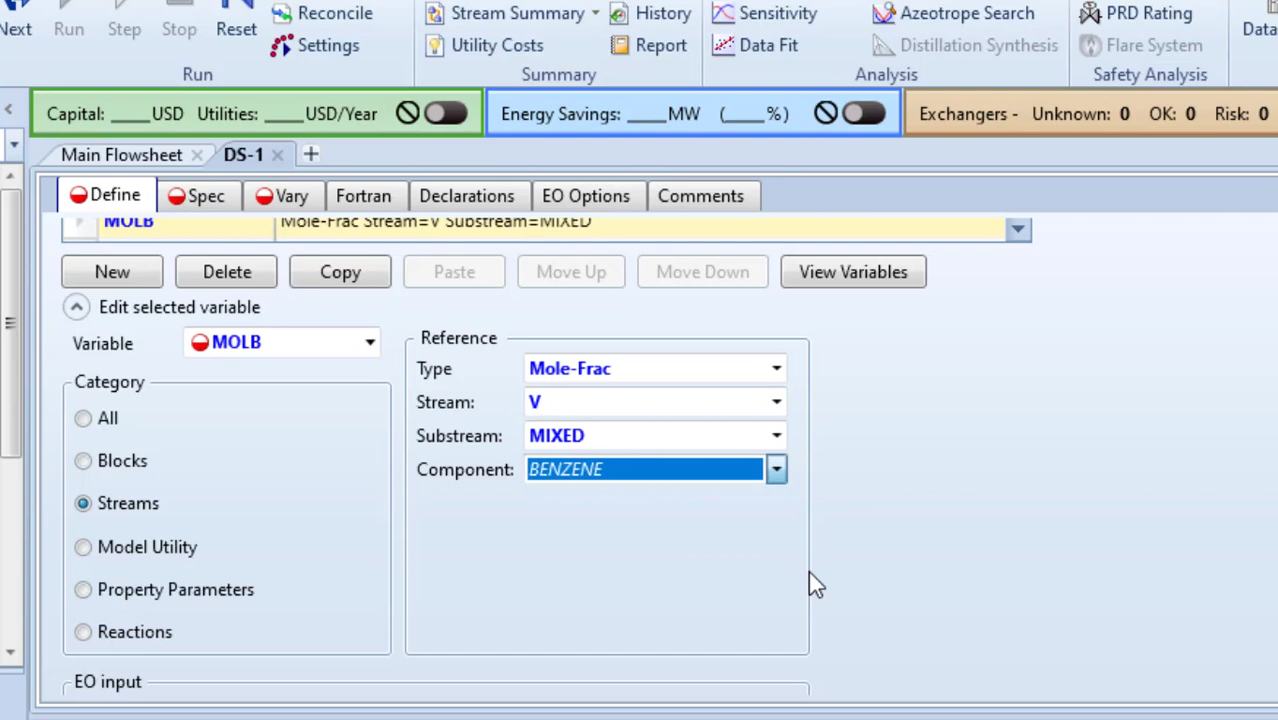 Next Run Step Stop Reset
Reconcile
Settings
Run
Stream Summary
History
Utility Costs
Report
Summary
Sensitivity
Azeotrope Search
Data Fit
Distillation Synthesis
Analysis
PRD Rating
Flare System
Safety Analysis
Data
Capital: ____USD Utilities: ____USD/Year
Energy Savings: ____MW (____%)
Exchangers - Unknown: 0 OK: 0 Risk: 0
Main Flowsheet DS-1
Define Spec Vary Fortran Declarations EO Options Comments
MOLB Mole-Frac Stream=V Substream=MIXED
New Delete Copy Paste Move Up Move Down View Variables
Edit selected variable
Variable MOLB
Category
All
Blocks
Streams
Model Utility
Property Parameters
Reactions
Reference
Type Mole-Frac
Stream: V
Substream: MIXED
Component: BENZENE
EO input